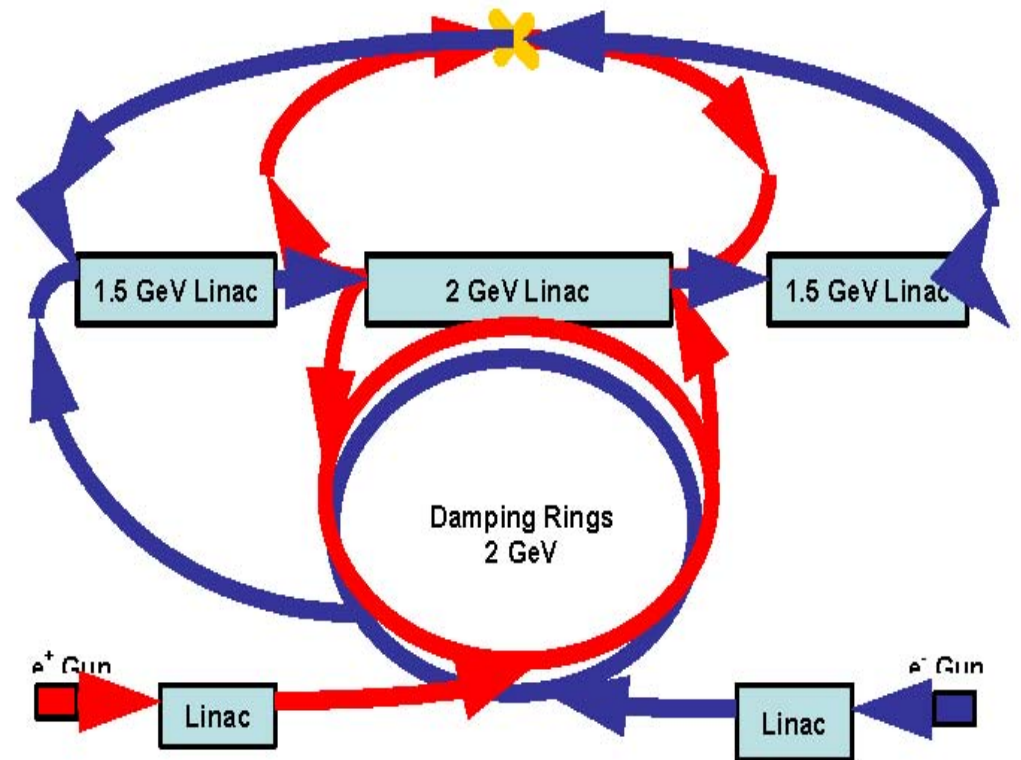 1.5 GeV Linac
2 GeV Linac
1.5 GeV Linac
Damping Rings
2 GeV
e⁺ Gun
e⁻ Gun
Linac
Linac